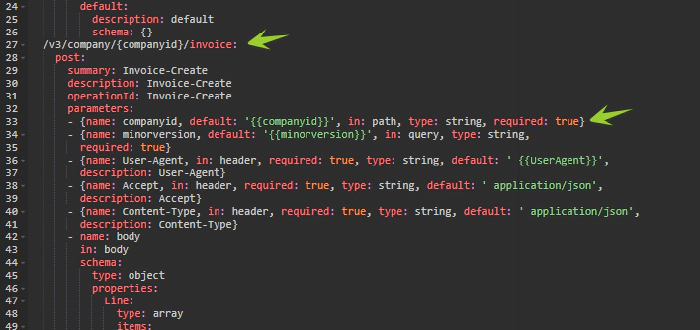 24 default:
25 description: default
26 schema: {}
27 /v3/company/{companyid}/invoice:
28 post:
29 summary: Invoice-Create
30 description: Invoice-Create
31 operationId: Invoice-Create
32 parameters:
33 - {name: companyid, default: '{{companyid}}', in: path, type: string, required: true}
34 - {name: minorversion, default: '{{minorversion}}', in: query, type: string,
35 required: true}
36 - {name: User-Agent, in: header, required: true, type: string, default: ' {{UserAgent}}',
37 description: User-Agent}
38 - {name: Accept, in: header, required: true, type: string, default: ' application/json',
39 description: Accept}
40 - {name: Content-Type, in: header, required: true, type: string, default: ' application/json',
41 description: Content-Type}
42 - name: body
43 in: body
44 schema:
45 type: object
46 properties:
47 Line:
48 type: array
49 items: